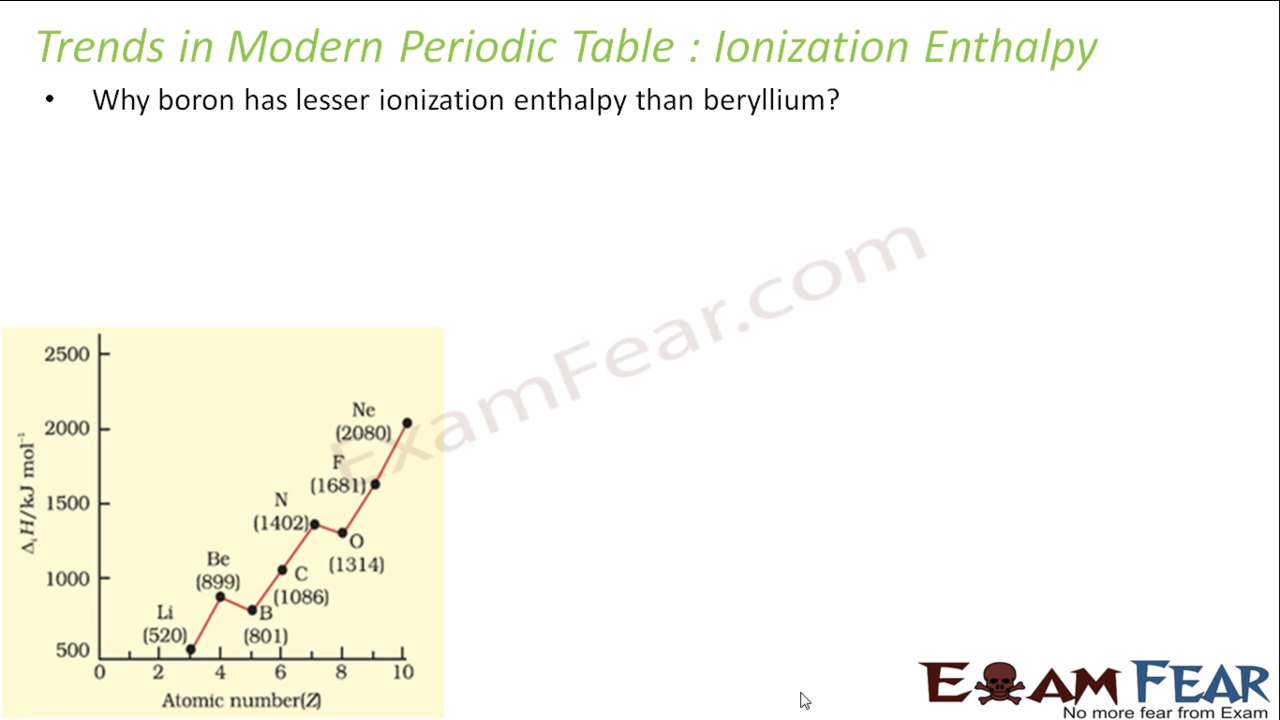 Trends in Modern Periodic Table : Ionization Enthalpy
• Why boron has lesser ionization enthalpy than beryllium?
ExamFear.com
2500
2000
1500
1000
500
ΔᵢH/kJ mol⁻¹
Ne
(2080)
F
(1681)
N
(1402)
O
(1314)
Be
(899)
C
(1086)
Li
(520)
B
(801)
0 2 4 6 8 10
Atomic number(Z)
EXAM FEAR
No more fear from Exam